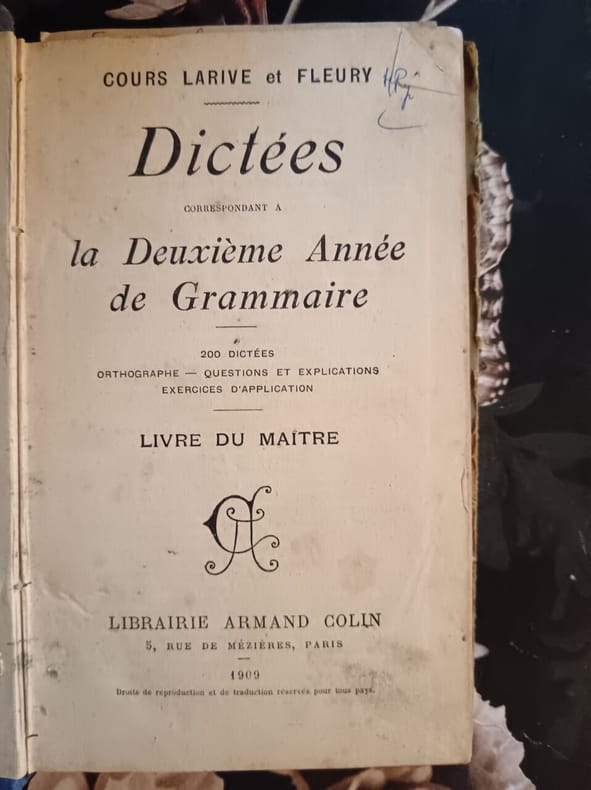 COURS LARIVE et FLEURY
Dictées
CORRESPONDANT A
la Deuxième Année
de Grammaire
200 DICTÉES
ORTHOGRAPHE — QUESTIONS ET EXPLICATIONS
EXERCICES D'APPLICATION
LIVRE DU MAÎTRE
LIBRAIRIE ARMAND COLIN
5, RUE DE MÉZIÈRES, PARIS
1909
Droits de reproduction et de traduction réservés pour tous pays.